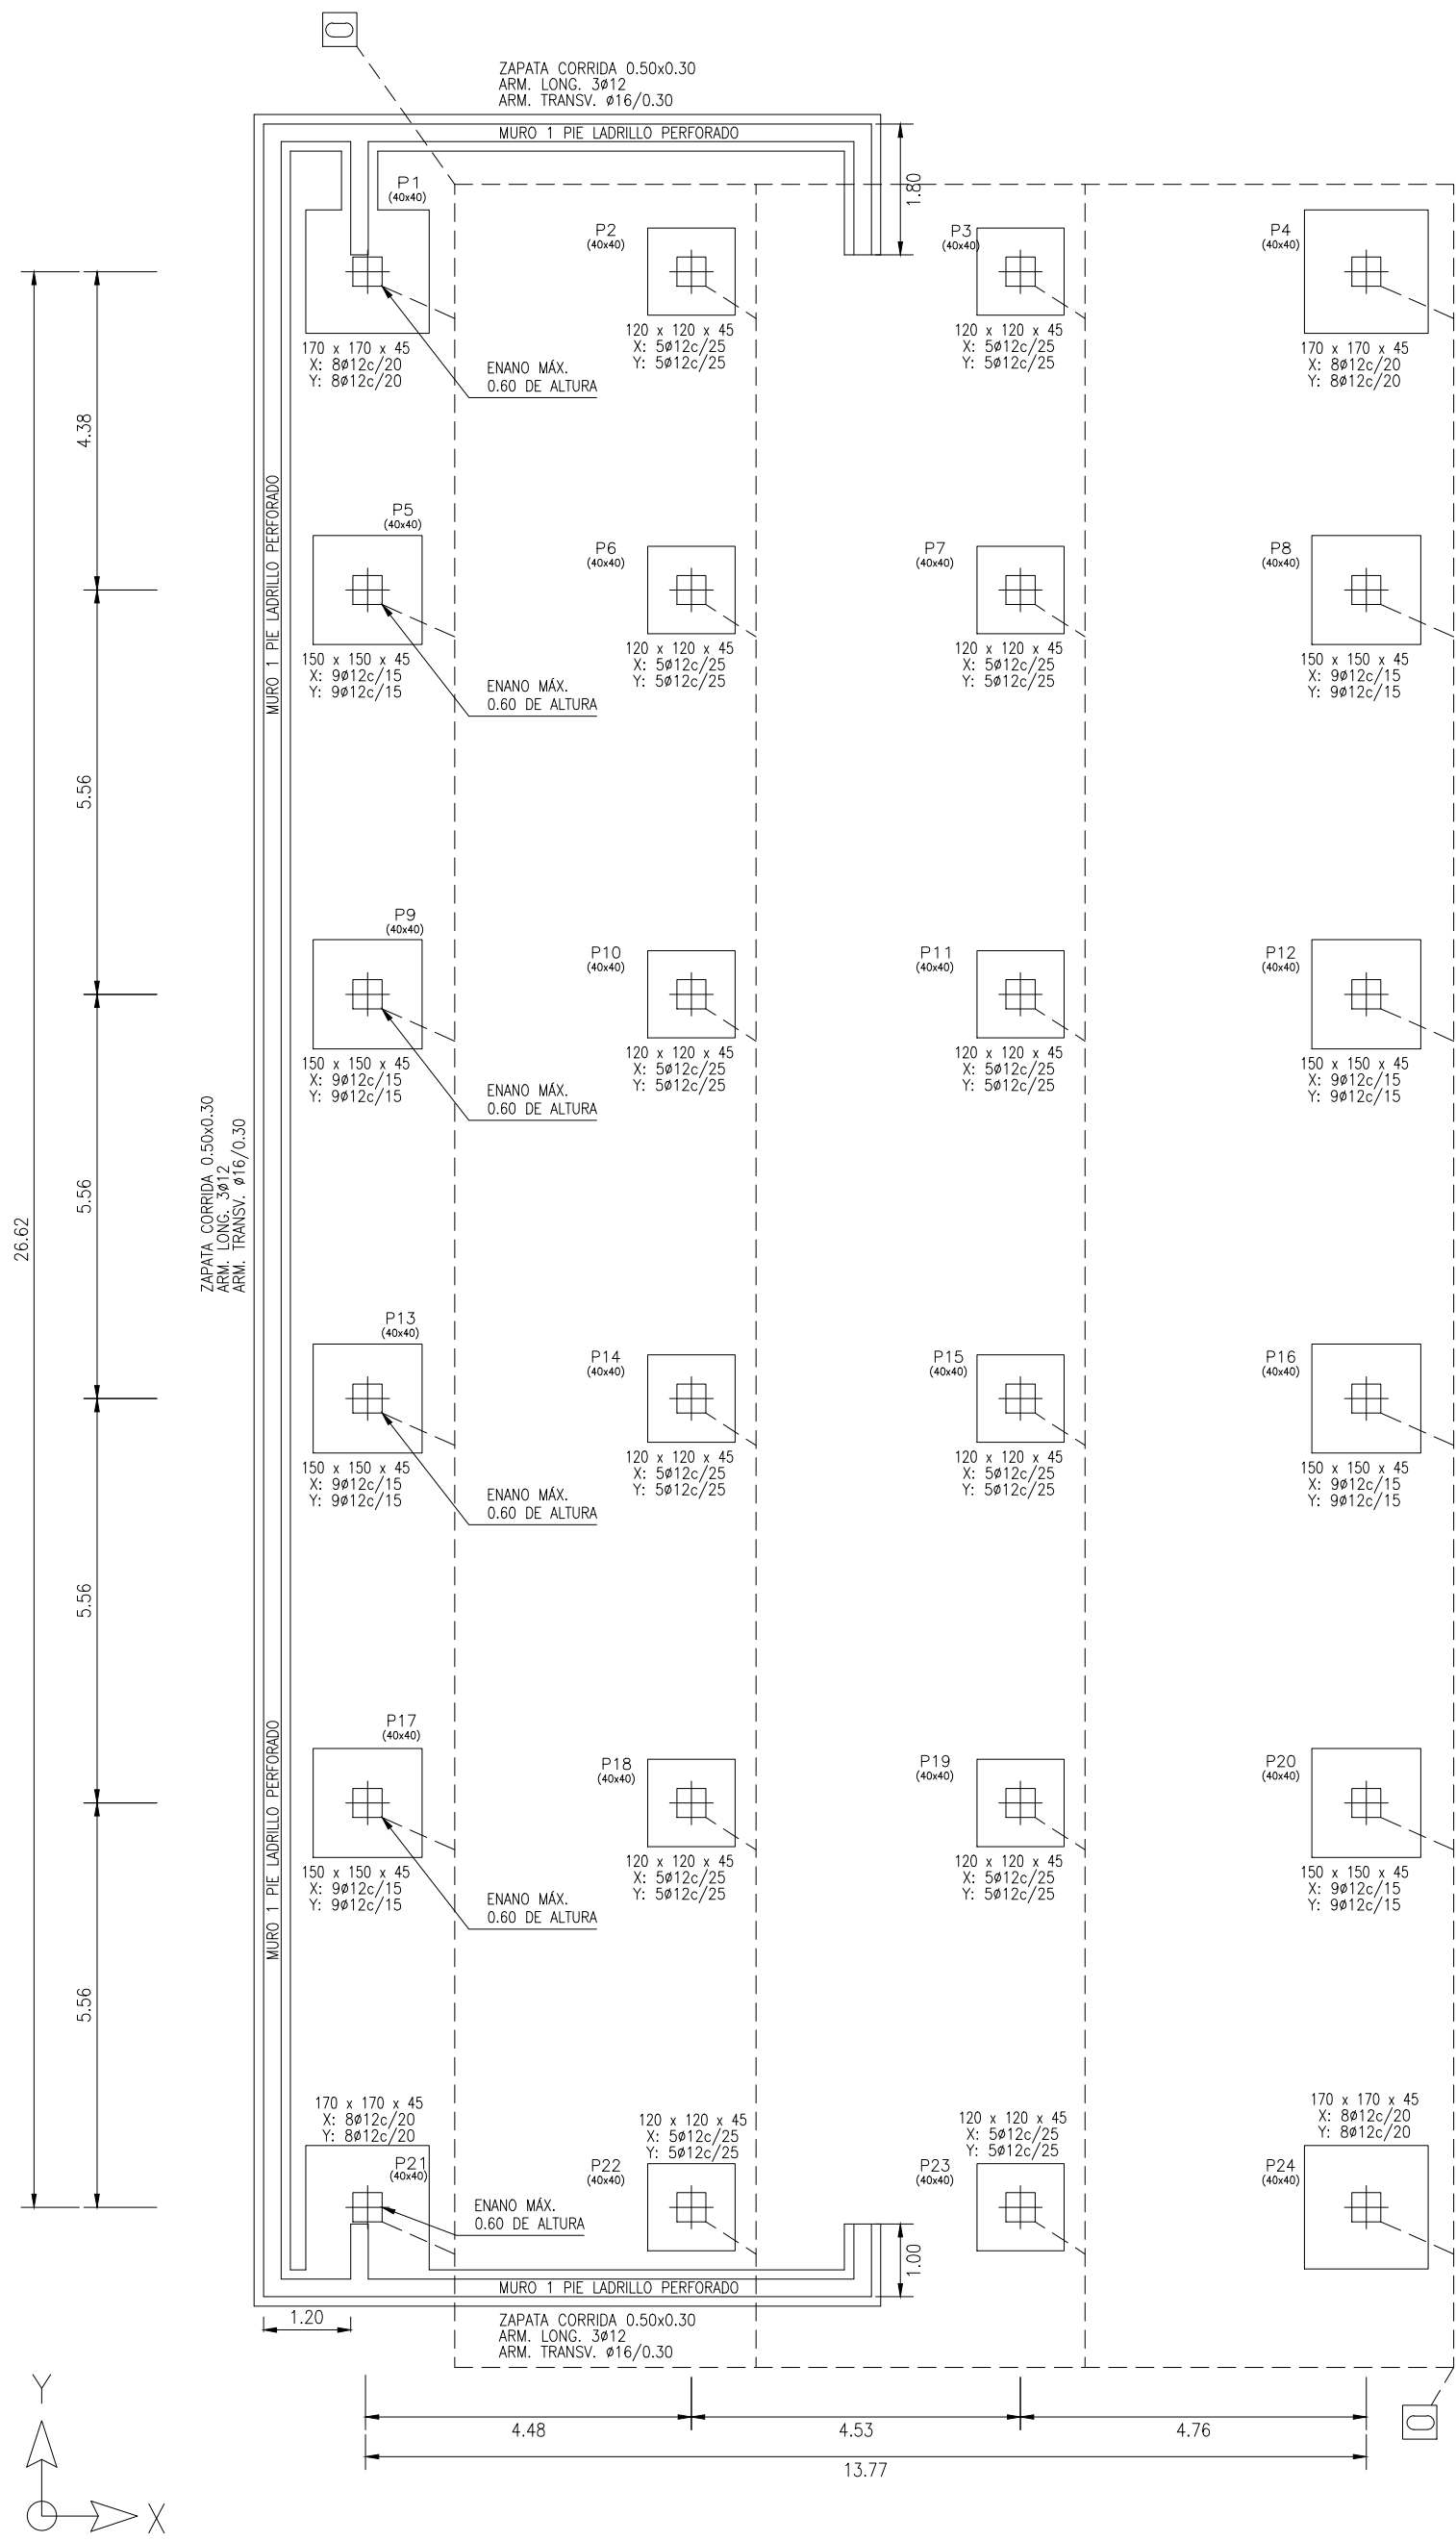 0
ZAPATA CORRIDA 0.50x0.30
ARM. LONG. 3ø12
ARM. TRANSV. ø16/0.30
MURO 1 PIE LADRILLO PERFORADO
1.80
P1
(40x40)
P2
(40x40)
P3
(40x40)
P4
(40x40)
170 x 170 x 45
X: 8ø12c/20
Y: 8ø12c/20
120 x 120 x 45
X: 5ø12c/25
Y: 5ø12c/25
120 x 120 x 45
X: 5ø12c/25
Y: 5ø12c/25
170 x 170 x 45
X: 8ø12c/20
Y: 8ø12c/20
ENANO MÁX.
0.60 DE ALTURA
4.38
MURO 1 PIE LADRILLO PERFORADO
P5
(40x40)
P6
(40x40)
P7
(40x40)
P8
(40x40)
150 x 150 x 45
X: 9ø12c/15
Y: 9ø12c/15
120 x 120 x 45
X: 5ø12c/25
Y: 5ø12c/25
120 x 120 x 45
X: 5ø12c/25
Y: 5ø12c/25
150 x 150 x 45
X: 9ø12c/15
Y: 9ø12c/15
ENANO MÁX.
0.60 DE ALTURA
5.56
P9
(40x40)
P10
(40x40)
P11
(40x40)
P12
(40x40)
150 x 150 x 45
X: 9ø12c/15
Y: 9ø12c/15
120 x 120 x 45
X: 5ø12c/25
Y: 5ø12c/25
120 x 120 x 45
X: 5ø12c/25
Y: 5ø12c/25
150 x 150 x 45
X: 9ø12c/15
Y: 9ø12c/15
ENANO MÁX.
0.60 DE ALTURA
ZAPATA CORRIDA 0.50x0.30
ARM. LONG. 3ø12
ARM. TRANSV. ø16/0.30
5.56
26.62
P13
(40x40)
P14
(40x40)
P15
(40x40)
P16
(40x40)
150 x 150 x 45
X: 9ø12c/15
Y: 9ø12c/15
120 x 120 x 45
X: 5ø12c/25
Y: 5ø12c/25
120 x 120 x 45
X: 5ø12c/25
Y: 5ø12c/25
150 x 150 x 45
X: 9ø12c/15
Y: 9ø12c/15
ENANO MÁX.
0.60 DE ALTURA
5.56
MURO 1 PIE LADRILLO PERFORADO
P17
(40x40)
P18
(40x40)
P19
(40x40)
P20
(40x40)
150 x 150 x 45
X: 9ø12c/15
Y: 9ø12c/15
120 x 120 x 45
X: 5ø12c/25
Y: 5ø12c/25
120 x 120 x 45
X: 5ø12c/25
Y: 5ø12c/25
150 x 150 x 45
X: 9ø12c/15
Y: 9ø12c/15
ENANO MÁX.
0.60 DE ALTURA
5.56
170 x 170 x 45
X: 8ø12c/20
Y: 8ø12c/20
120 x 120 x 45
X: 5ø12c/25
Y: 5ø12c/25
120 x 120 x 45
X: 5ø12c/25
Y: 5ø12c/25
170 x 170 x 45
X: 8ø12c/20
Y: 8ø12c/20
P21
(40x40)
P22
(40x40)
P23
(40x40)
P24
(40x40)
ENANO MÁX.
0.60 DE ALTURA
1.00
MURO 1 PIE LADRILLO PERFORADO
1.20
ZAPATA CORRIDA 0.50x0.30
ARM. LONG. 3ø12
ARM. TRANSV. ø16/0.30
0
4.48
4.53
4.76
13.77
Y
X